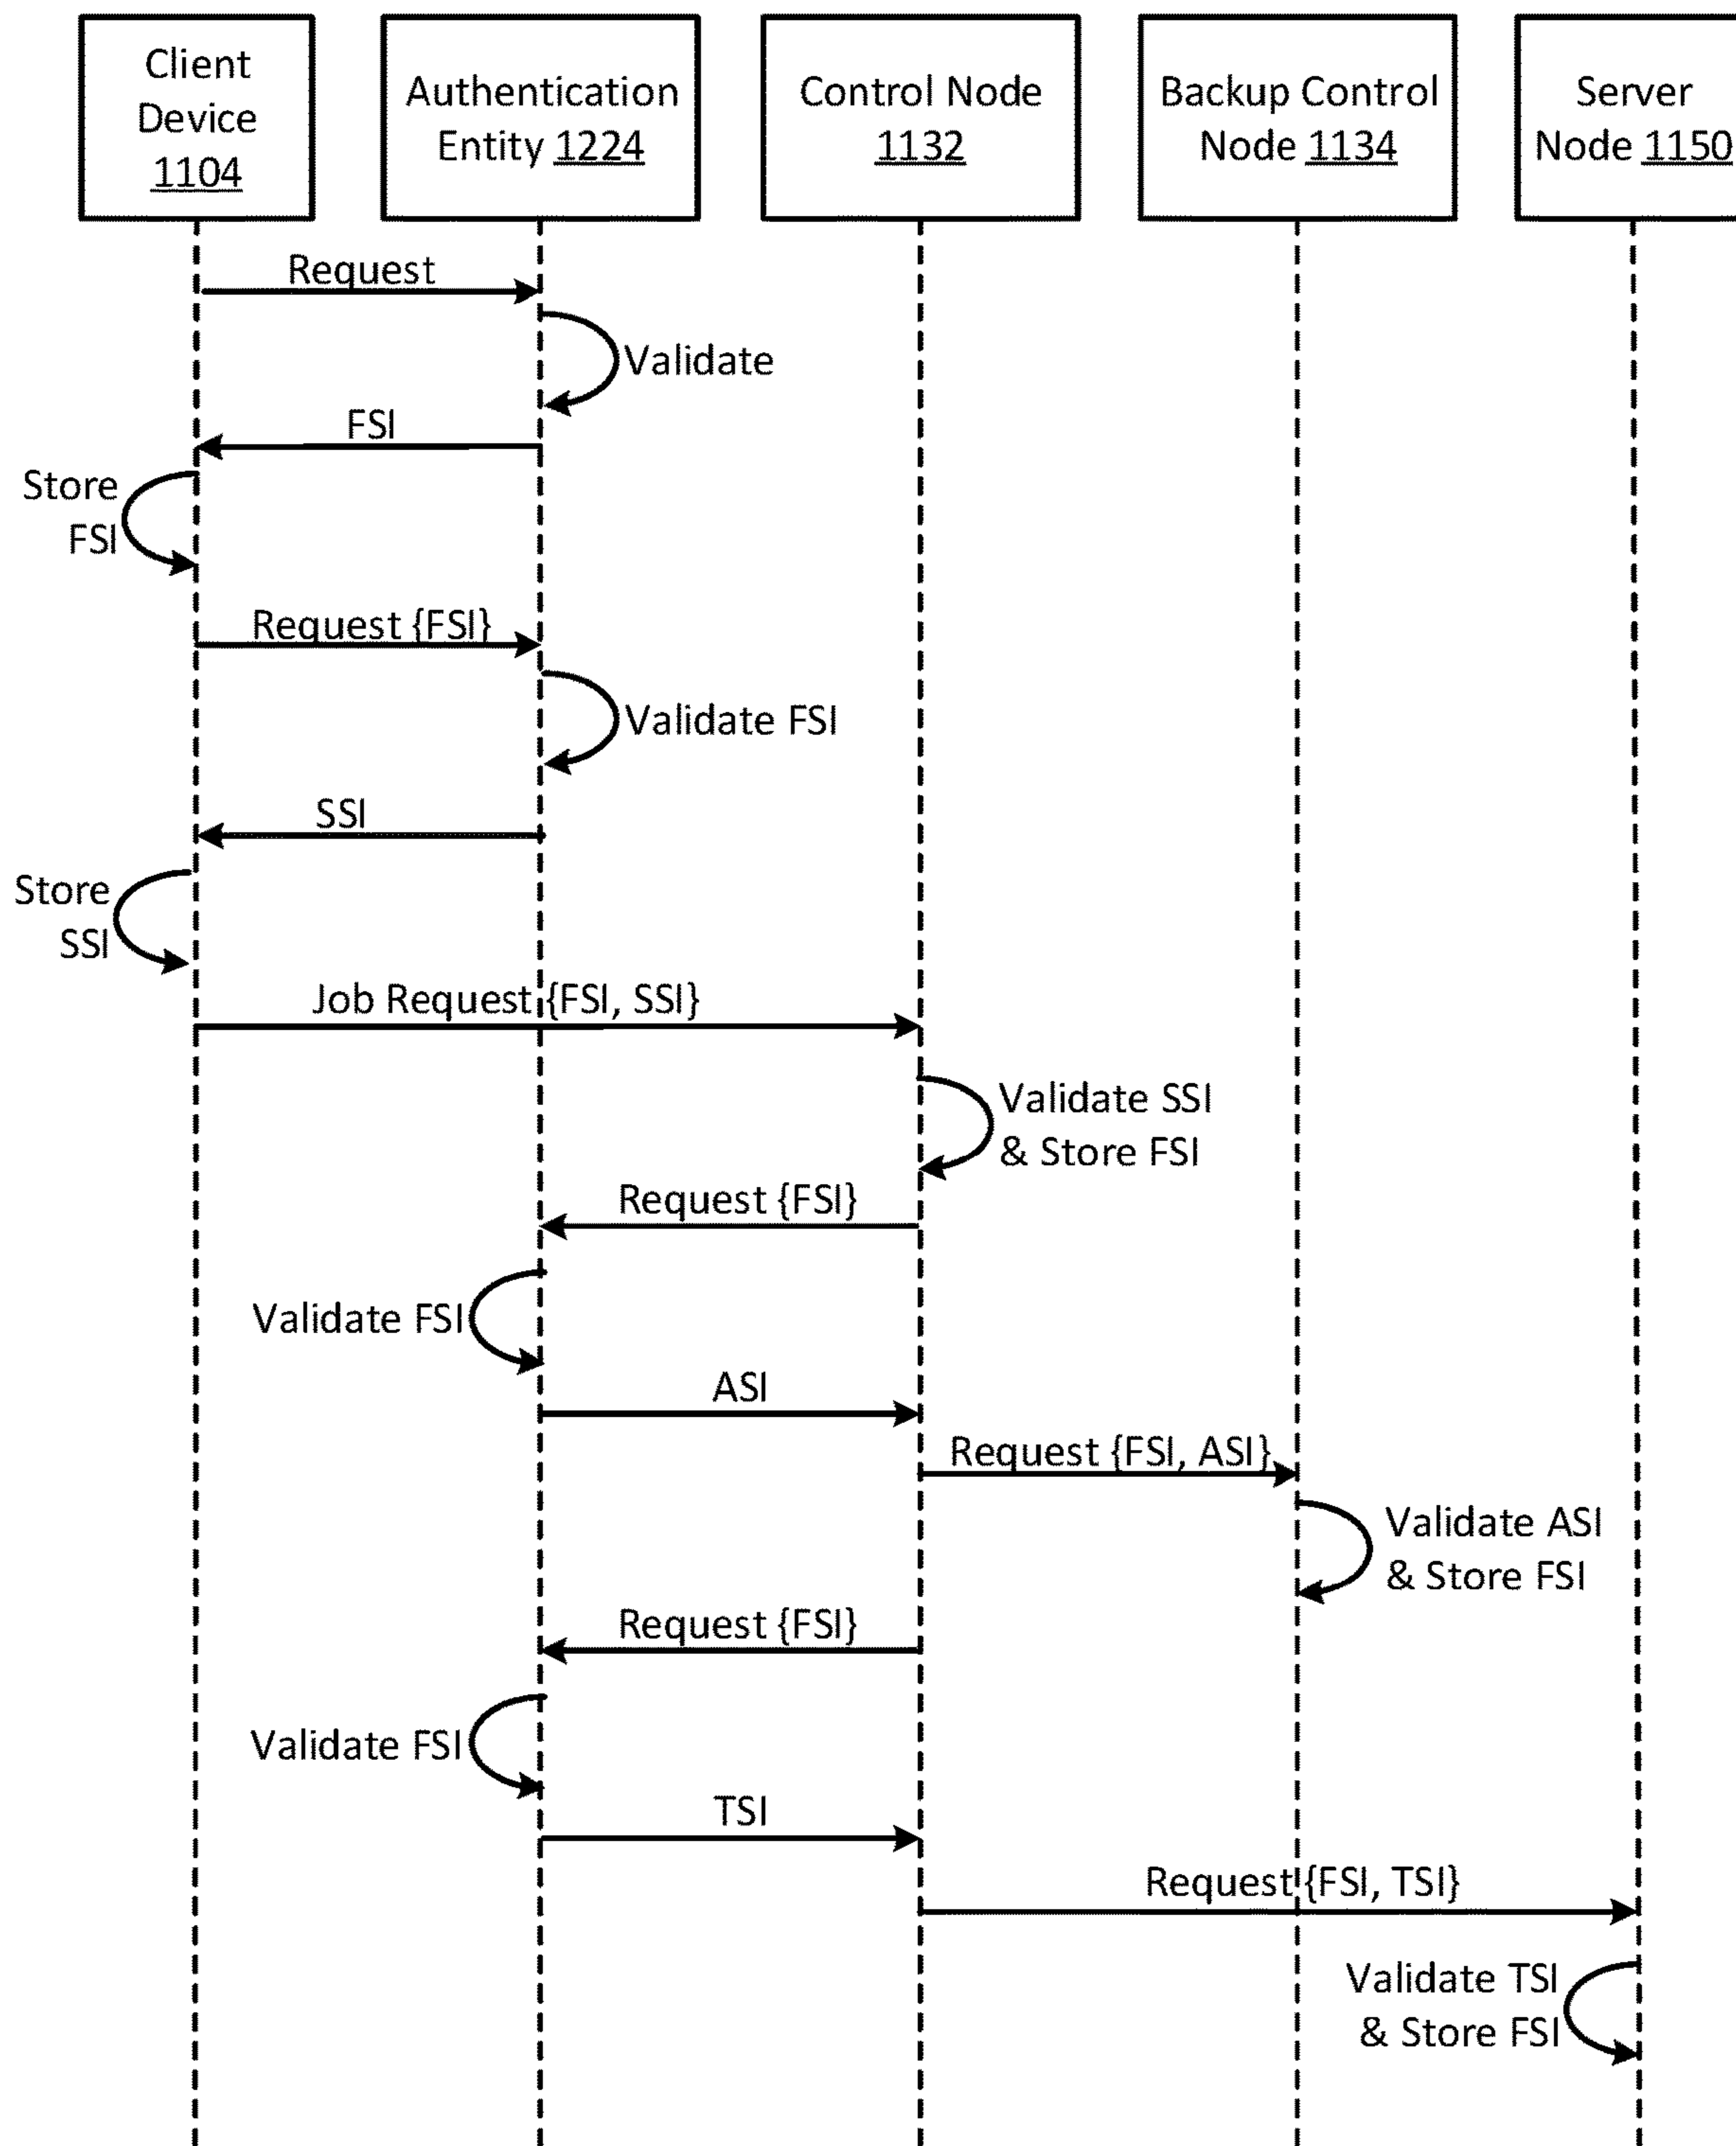 Client
Device
1104
Authentication
Entity 1224
Control Node
1132
Backup Control
Node 1134
Server
Node 1150
Request
Validate
FSI
Store
FSI
Request {FSI}
Validate FSI
SSI
Store
SSI
Job Request {FSI, SSI}
Validate SSI
& Store FSI
Request {FSI}
Validate FSI
ASI
Request {FSI, ASI}
Validate ASI
& Store FSI
Request {FSI}
Validate FSI
TSI
Request {FSI, TSI}
Validate TSI
& Store FSI